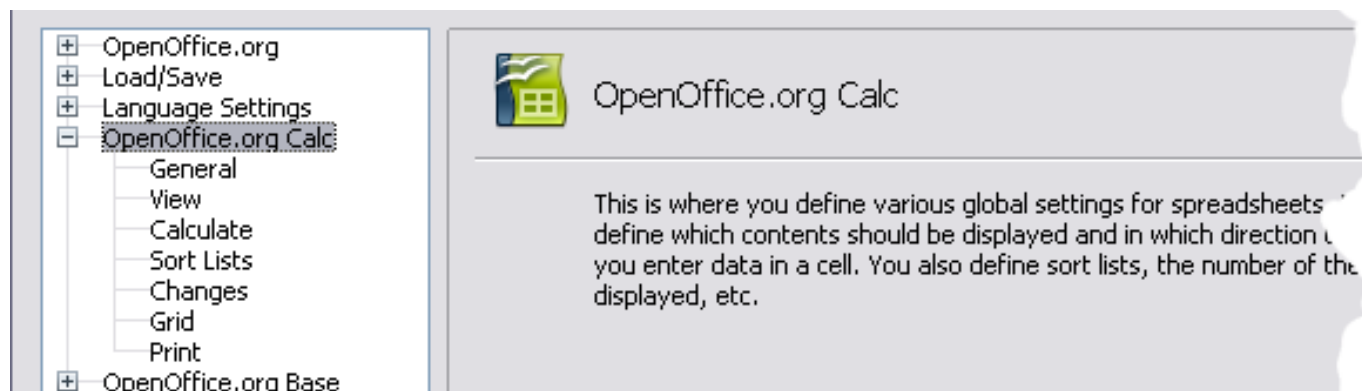 OpenOffice.org
Load/Save
Language Settings
OpenOffice.org Calc
General
View
Calculate
Sort Lists
Changes
Grid
Print
OpenOffice.org Base
OpenOffice.org Calc
This is where you define various global settings for spreadsheets
define which contents should be displayed and in which direction
you enter data in a cell. You also define sort lists, the number of the
displayed, etc.